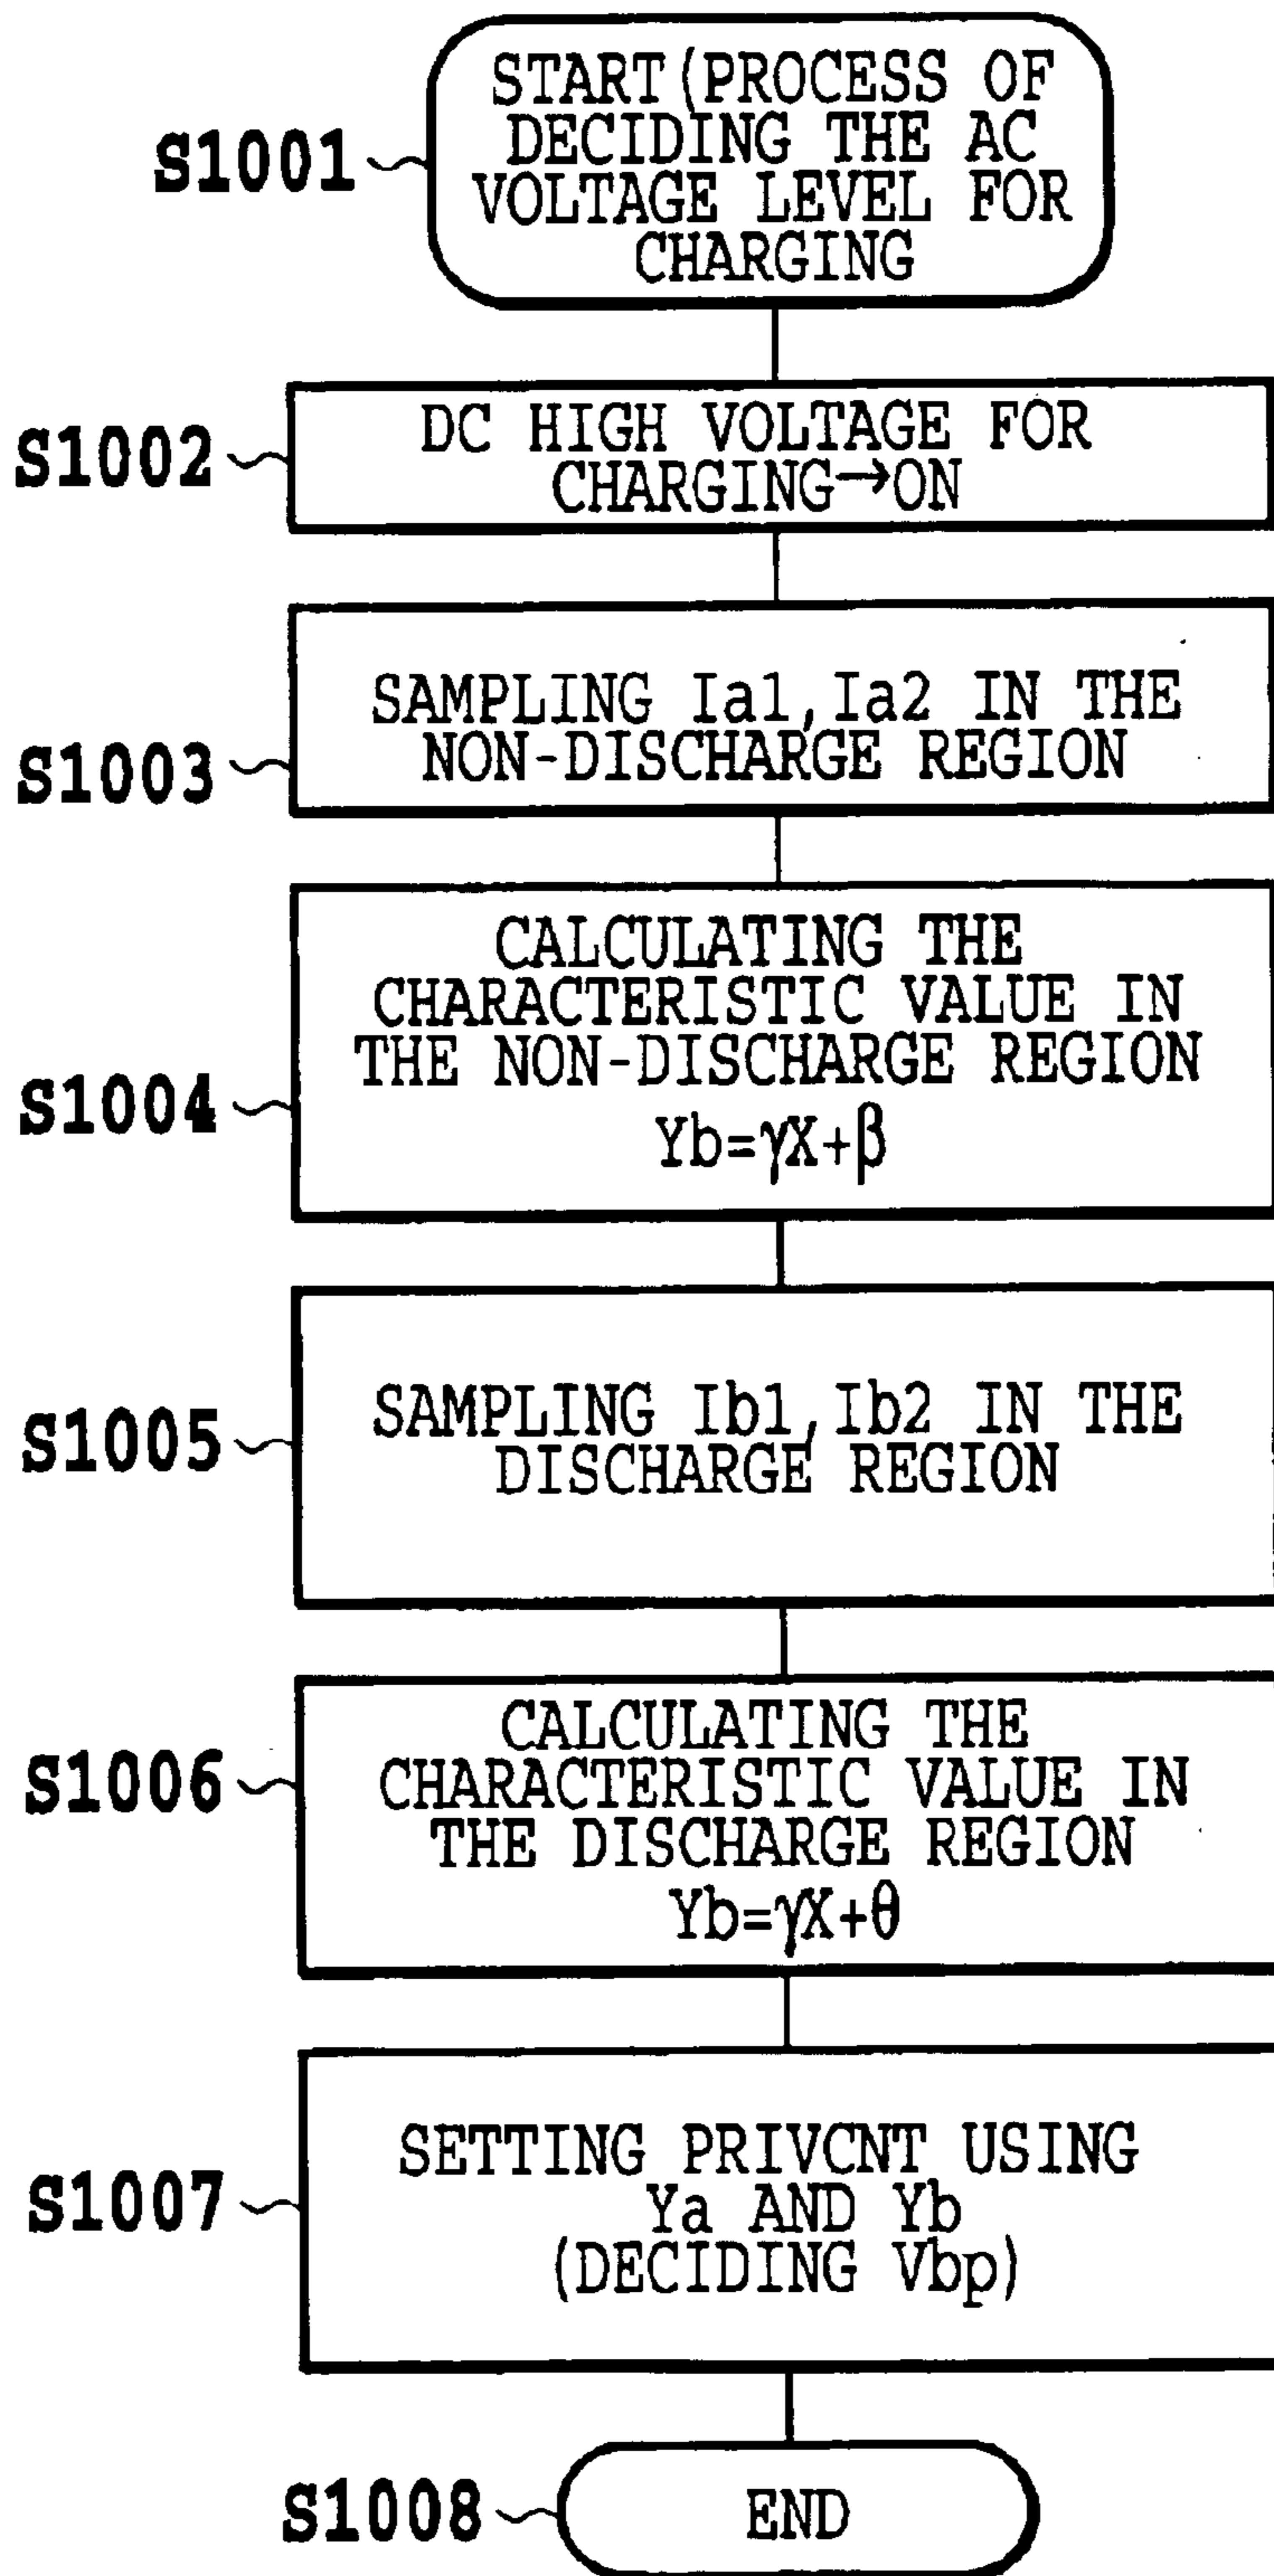 START(PROCESS OF
DECIDING THE AC
VOLTAGE LEVEL FOR
CHARGING
S1001
DC HIGH VOLTAGE FOR
CHARGING→ON
S1002
SAMPLING Ia1,Ia2 IN THE
NON-DISCHARGE REGION
S1003
CALCULATING THE
CHARACTERISTIC VALUE IN
THE NON-DISCHARGE REGION
Yb=γX+β
S1004
SAMPLING Ib1,Ib2 IN THE
DISCHARGE REGION
S1005
CALCULATING THE
CHARACTERISTIC VALUE IN
THE DISCHARGE REGION
Yb=γX+θ
S1006
SETTING PRIVCNT USING
Ya AND Yb
(DECIDING Vbp)
S1007
END
S1008